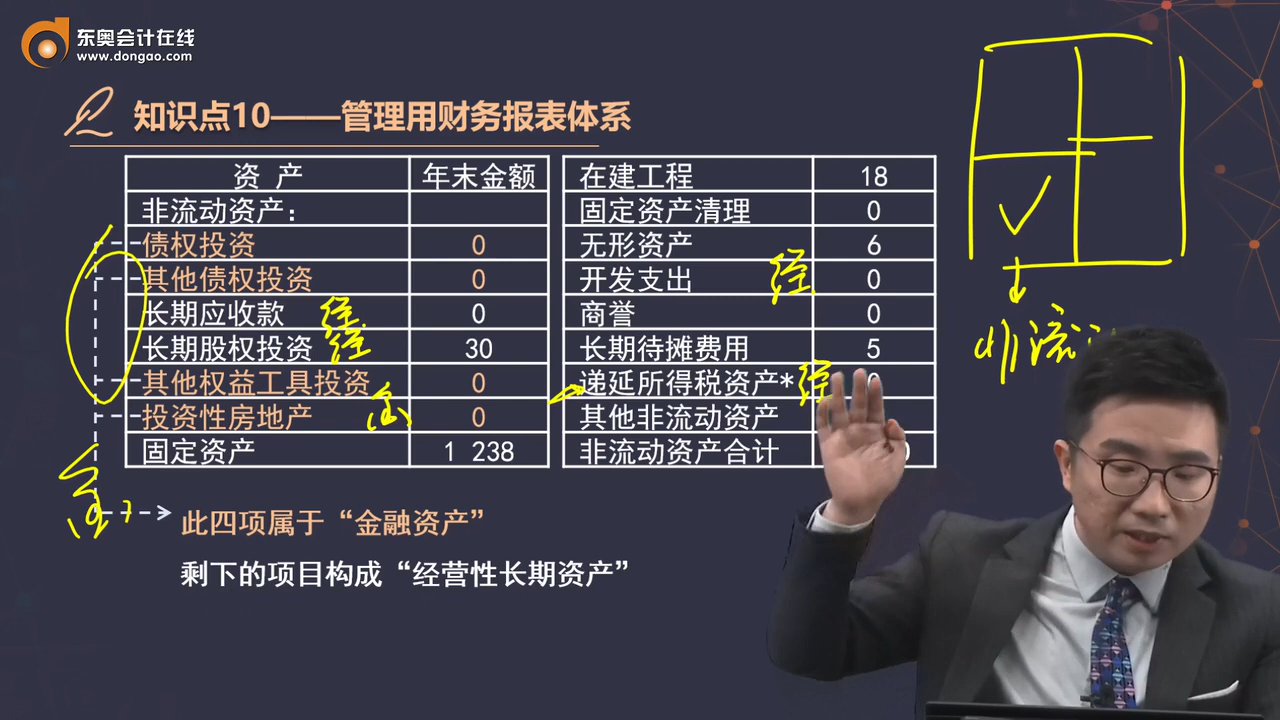 东奥会计在线
www.dongao.com
知识点10——管理用财务报表体系
资 产 年末金额
非流动资产：
债权投资 0
其他债权投资 0
长期应收款 经 0
长期股权投资 经 30
其他权益工具投资 0
投资性房地产 金 0
固定资产 1 238
在建工程 18
固定资产清理 0
无形资产 6
开发支出 经 0
商誉 0
长期待摊费用 5
递延所得税资产* 经 0
其他非流动资产
非流动资产合计 0
金
此四项属于“金融资产”
剩下的项目构成“经营性长期资产”
非流